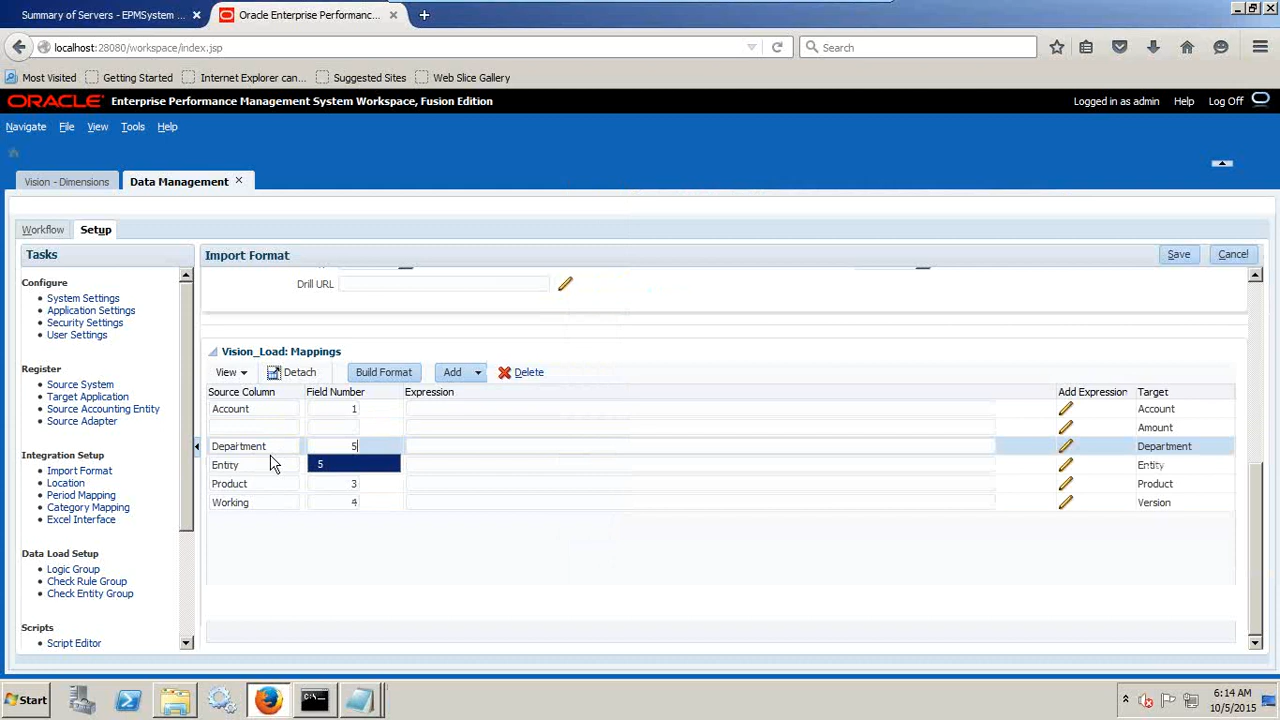 Summary of Servers - EPMSystem ... ×
Oracle Enterprise Performanc... ×
localhost:28080/workspace/index.jsp
Search
Most Visited Getting Started Internet Explorer can... Suggested Sites Web Slice Gallery
ORACLE Enterprise Performance Management System Workspace, Fusion Edition
Logged in as admin Help Log Off
Navigate File View Tools Help
Vision - Dimensions Data Management ×
Workflow Setup
Tasks
Import Format
Save Cancel
Configure
• System Settings
• Application Settings
• Security Settings
• User Settings
Register
• Source System
• Target Application
• Source Accounting Entity
• Source Adapter
Integration Setup
• Import Format
• Location
• Period Mapping
• Category Mapping
• Excel Interface
Data Load Setup
• Logic Group
• Check Rule Group
• Check Entity Group
Scripts
• Script Editor
Drill URL
Vision_Load: Mappings
View Detach Build Format Add Delete
Source Column Field Number Expression Add Expression Target
Account 1 Account
Amount
Department 5 Department
Entity 5 Entity
Product 3 Product
Working 4 Version
Start
6:14 AM
10/5/2015